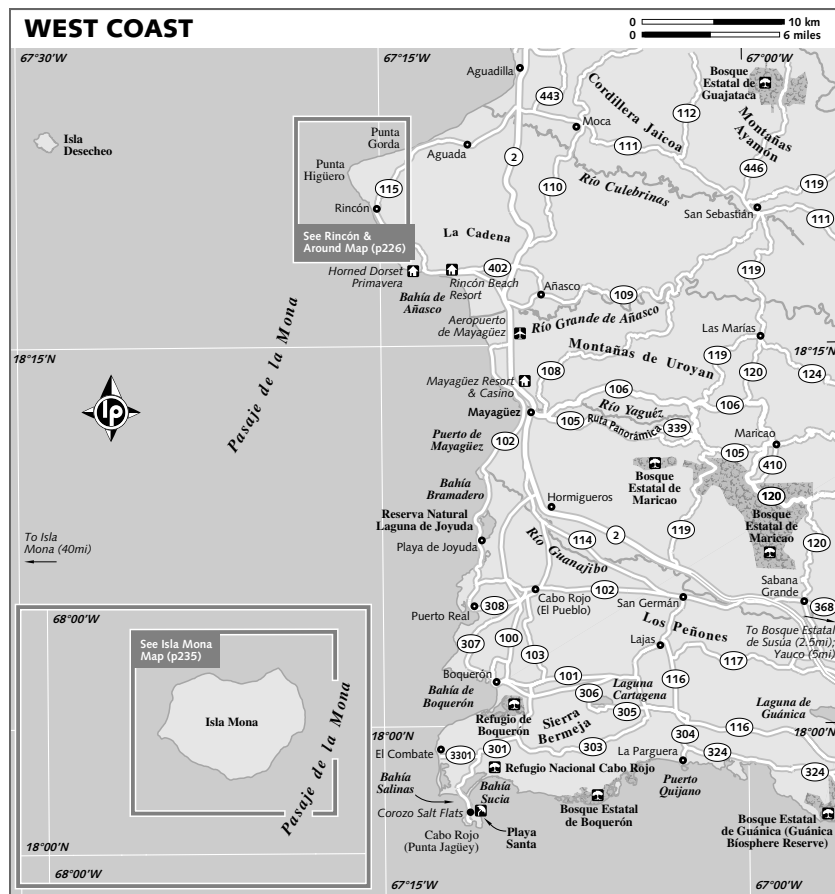 WEST COAST
0 10 km
0 6 miles
67°30'W
67°15'W
67°00'W
Aguadilla
Bosque
Estatal de
Guajataca
443
Cordillera Jaicoa
112
Montañas
Ayamón
Isla
Desecheo
Punta
Gorda
Moca
Aguada
111
2
Punta
Higüero
446
115
110
Río Culebrinas
119
Rincón
San Sebastián
111
See Rincón &
Around Map (p226)
La Cadena
119
Horned Dorset
Primavera
402
Rincón Beach
Resort
Bahía de
Añasco
Añasco
109
Pasaje de la Mona
Aeropuerto
de Mayagüez
Río Grande de Añasco
Las Marías
18°15'N
18°15'N
Montañas de Uroyan
119
108
120
124
Mayagüez Resort
& Casino
106
106
lp
Mayagüez
Río Yagüéz
105
Ruta Panorámica
339
Puerto de
Mayagüez
102
Maricao
105
410
Bahía
Bramadero
Bosque
Estatal de
Maricao
120
Reserva Natural
Laguna de Joyuda
Hormigueros
Bosque
Estatal de
Maricao
2
119
To Isla
Mona (40mi)
Playa de Joyuda
114
Río Guanajibo
120
Sabana
Grande
Cabo Rojo
(El Pueblo)
102
San Germán
368
Puerto Real
308
68°00'W
Los Peñones
To Bosque Estatal
de Susúa (2.5mi);
Yauco (5mi)
See Isla Mona
Map (p235)
307
100
103
Lajas
117
Boquerón
101
116
Bahía de
Boquerón
306
Laguna
Cartagena
Laguna de
Guánica
Isla Mona
Pasaje de la Mona
Refugio de
Boquerón
Sierra
Bermeja
305
116
18°00'N
18°00'N
El Combate
3301
301
303
La Parguera
304
324
324
Refugio Nacional Cabo Rojo
Bahía
Salinas
Bahía
Sucia
Puerto
Quijano
Corozo Salt Flats
Bosque Estatal
de Boquerón
Bosque Estatal
de Guánica (Guánica
Bíosphere Reserve)
Cabo Rojo
(Punta Jagüey)
Playa
Santa
18°00'N
68°00'W
67°15'W
67°00'W